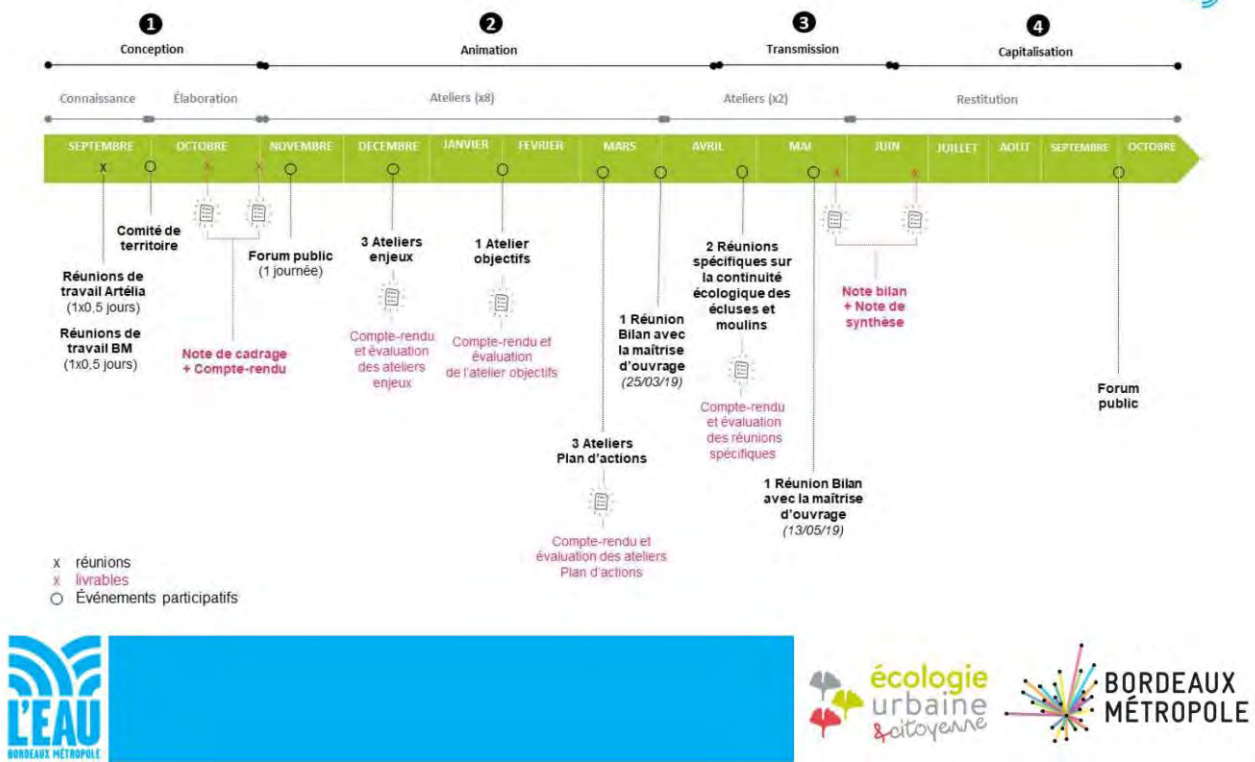 1
2
3
4
Conception
Animation
Transmission
Capitalisation
Connaissance
Élaboration
Ateliers (x8)
Ateliers (x2)
Restitution
SEPTEMBRE
OCTOBRE
NOVEMBRE
DECEMBRE
JANVIER
FEVRIER
MARS
AVRIL
MAI
JUIN
JUILLET
AOUT
SEPTEMBRE
OCTOBRE
Réunions de
travail Artélia
(1x0,5 jours)
Réunions de
travail BM
(1x0,5 jours)
Comité de
territoire
Note de cadrage
+ Compte-rendu
Forum public
(1 journée)
3 Ateliers
enjeux
Compte-rendu
et évaluation
des ateliers
enjeux
1 Atelier
objectifs
Compte-rendu et
évaluation
de l'atelier objectifs
3 Ateliers
Plan d'actions
Compte-rendu et
évaluation des ateliers
Plan d'actions
1 Réunion
Bilan avec
la maîtrise
d'ouvrage
(25/03/19)
2 Réunions
spécifiques sur
la continuité
écologique des
écluses et
moulins
Compte-rendu
et évaluation
des réunions
spécifiques
1 Réunion Bilan
avec la maîtrise
d'ouvrage
(13/05/19)
Note bilan
+ Note de
synthèse
Forum
public
x réunions
x livrables
Événements participatifs
L'EAU
BORDEAUX MÉTROPOLE
écologie
urbaine
&citoyenne
BORDEAUX
MÉTROPOLE